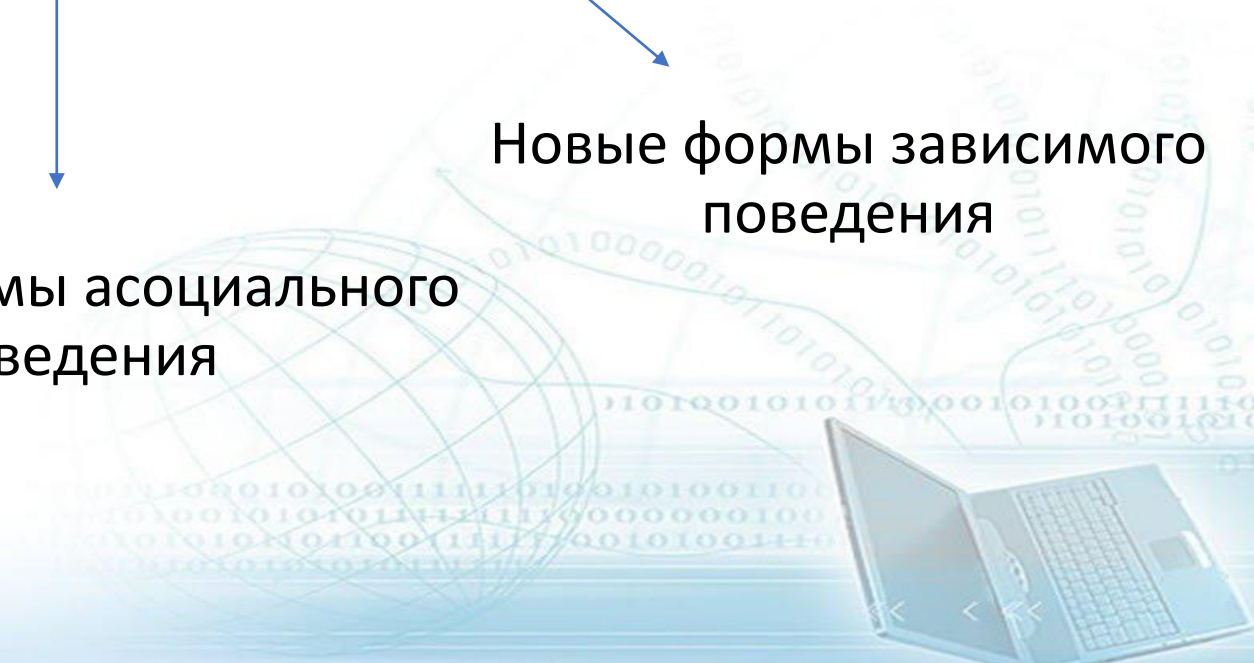 Новые формы зависимого
поведения
мы асоциального
ведения